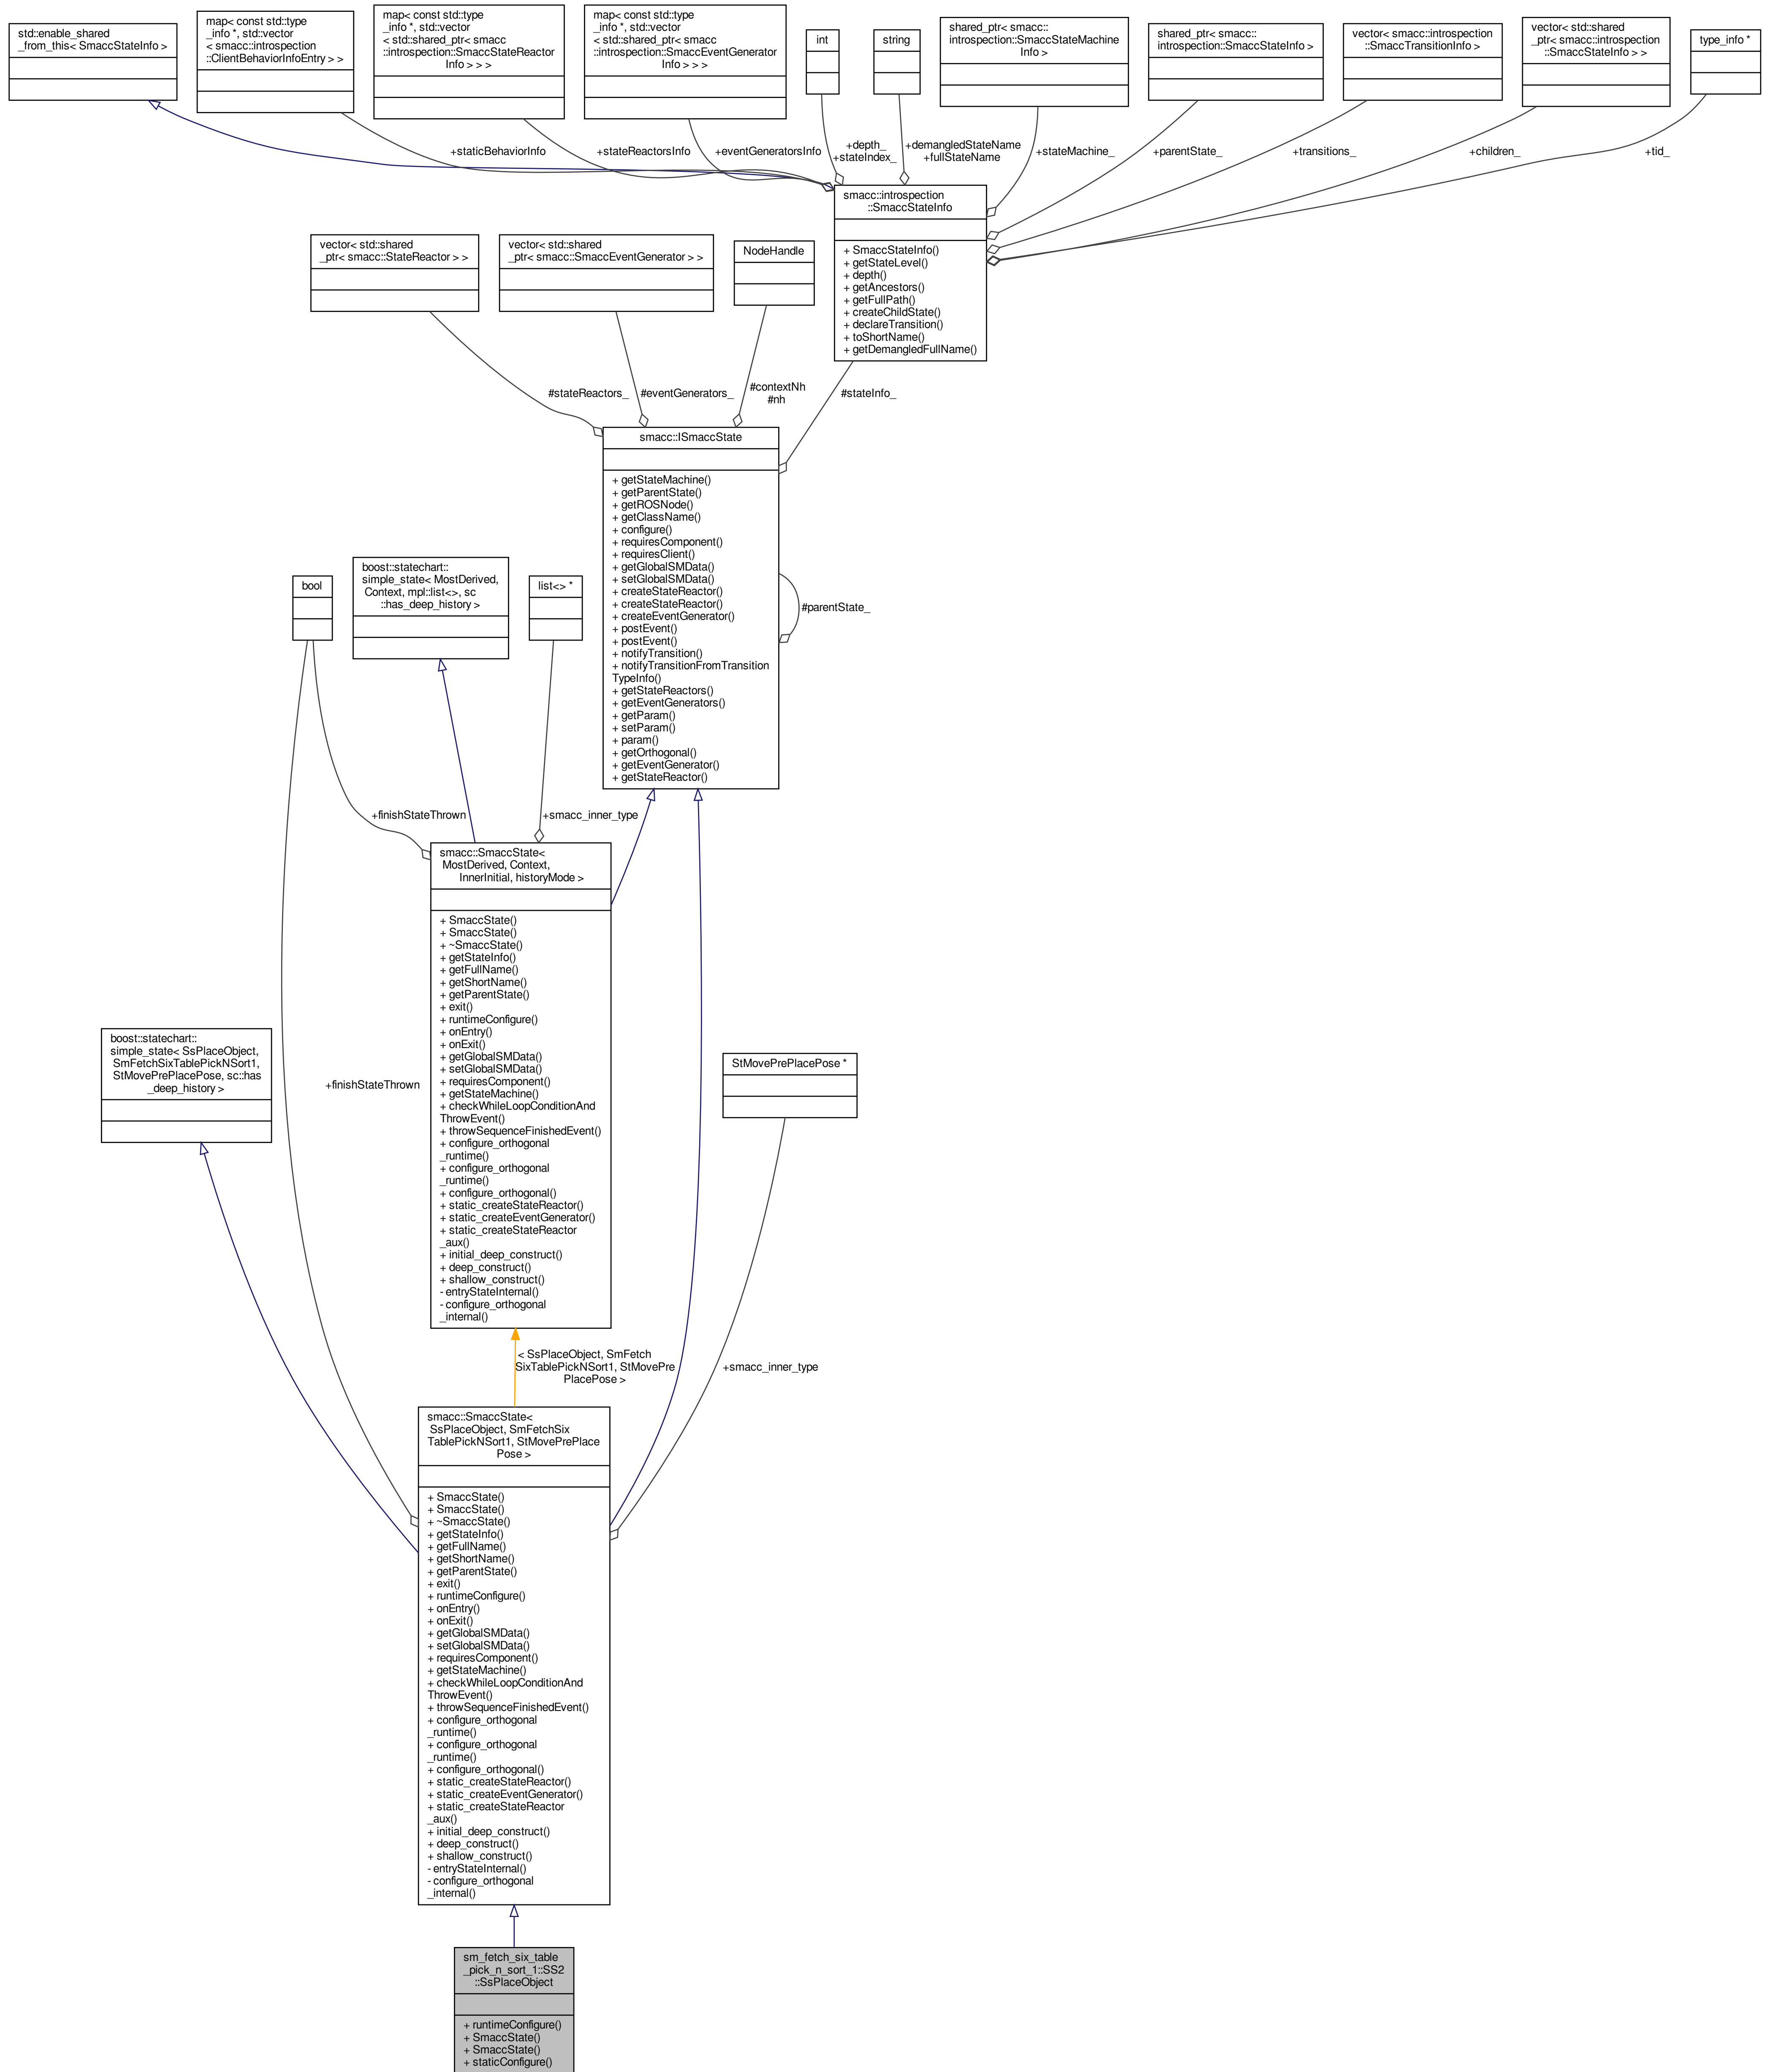 std::enable_shared
_from_this< SmaccStateInfo >
map< const std::type
_info *, std::vector
< smacc::introspection
::ClientBehaviorInfoEntry > >
map< const std::type
_info *, std::vector
< std::shared_ptr< smacc
::introspection::SmaccStateReactor
Info > > >
map< const std::type
_info *, std::vector
< std::shared_ptr< smacc
::introspection::SmaccEventGenerator
Info > > >
int
string
shared_ptr< smacc::
introspection::SmaccStateMachine
Info >
shared_ptr< smacc::
introspection::SmaccStateInfo >
vector< smacc::introspection
::SmaccTransitionInfo >
vector< std::shared
_ptr< smacc::introspection
::SmaccStateInfo > >
type_info *
+staticBehaviorInfo
+stateReactorsInfo
+eventGeneratorsInfo
+depth_
+stateIndex_
+demangledStateName
+fullStateName
+stateMachine_
+parentState_
+transitions_
+children_
+tid_
smacc::introspection
::SmaccStateInfo
+ SmaccStateInfo()
+ getStateLevel()
+ depth()
+ getAncestors()
+ getFullPath()
+ createChildState()
+ declareTransition()
+ toShortName()
+ getDemangledFullName()
vector< std::shared
_ptr< smacc::StateReactor > >
vector< std::shared
_ptr< smacc::SmaccEventGenerator > >
NodeHandle
#stateReactors_
#eventGenerators_
#contextNh
#nh
#stateInfo_
smacc::ISmaccState
+ getStateMachine()
+ getParentState()
+ getROSNode()
+ getClassName()
+ configure()
+ requiresComponent()
+ requiresClient()
+ getGlobalSMData()
+ setGlobalSMData()
+ createStateReactor()
+ createStateReactor()
+ createEventGenerator()
+ postEvent()
+ postEvent()
+ notifyTransition()
+ notifyTransitionFromTransition
TypeInfo()
+ getStateReactors()
+ getEventGenerators()
+ getParam()
+ setParam()
+ param()
+ getOrthogonal()
+ getEventGenerator()
+ getStateReactor()
#parentState_
bool
boost::statechart::
simple_state< MostDerived,
Context, mpl::list<>, sc
::has_deep_history >
list<> *
+finishStateThrown
+smacc_inner_type
smacc::SmaccState<
MostDerived, Context,
InnerInitial, historyMode >
+ SmaccState()
+ SmaccState()
+ ~SmaccState()
+ getStateInfo()
+ getFullName()
+ getShortName()
+ getParentState()
+ exit()
+ runtimeConfigure()
+ onEntry()
+ onExit()
+ getGlobalSMData()
+ setGlobalSMData()
+ requiresComponent()
+ getStateMachine()
+ checkWhileLoopConditionAnd
ThrowEvent()
+ throwSequenceFinishedEvent()
+ configure_orthogonal
_runtime()
+ configure_orthogonal
_runtime()
+ configure_orthogonal()
+ static_createStateReactor()
+ static_createEventGenerator()
+ static_createStateReactor
_aux()
+ initial_deep_construct()
+ deep_construct()
+ shallow_construct()
- entryStateInternal()
- configure_orthogonal
_internal()
boost::statechart::
simple_state< SsPlaceObject,
SmFetchSixTablePickNSort1,
StMovePrePlacePose, sc::has
_deep_history >
+finishStateThrown
StMovePrePlacePose *
< SsPlaceObject, SmFetch
SixTablePickNSort1, StMovePre
PlacePose >
+smacc_inner_type
smacc::SmaccState<
SsPlaceObject, SmFetchSix
TablePickNSort1, StMovePrePlace
Pose >
+ SmaccState()
+ SmaccState()
+ ~SmaccState()
+ getStateInfo()
+ getFullName()
+ getShortName()
+ getParentState()
+ exit()
+ runtimeConfigure()
+ onEntry()
+ onExit()
+ getGlobalSMData()
+ setGlobalSMData()
+ requiresComponent()
+ getStateMachine()
+ checkWhileLoopConditionAnd
ThrowEvent()
+ throwSequenceFinishedEvent()
+ configure_orthogonal
_runtime()
+ configure_orthogonal
_runtime()
+ configure_orthogonal()
+ static_createStateReactor()
+ static_createEventGenerator()
+ static_createStateReactor
_aux()
+ initial_deep_construct()
+ deep_construct()
+ shallow_construct()
- entryStateInternal()
- configure_orthogonal
_internal()
sm_fetch_six_table
_pick_n_sort_1::SS2
::SsPlaceObject
+ runtimeConfigure()
+ SmaccState()
+ SmaccState()
+ staticConfigure()